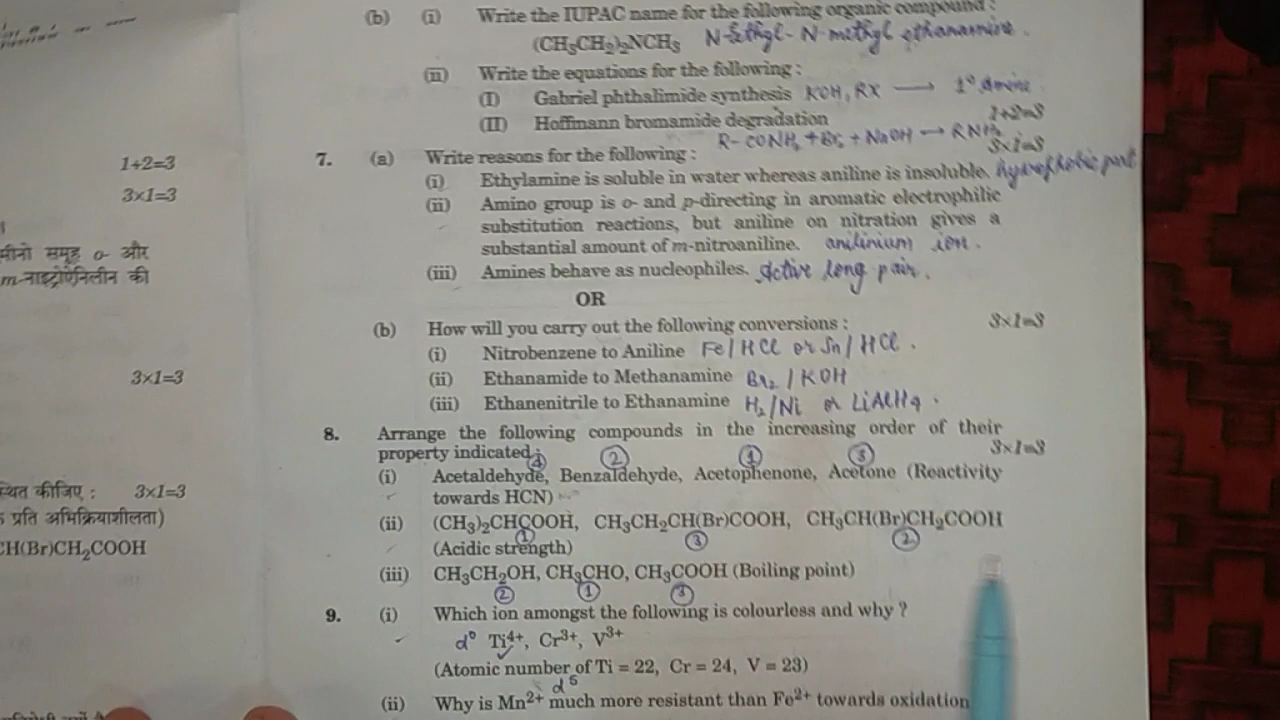 (b) (i) Write the IUPAC name for the following organic compound :
(CH₃CH₂)₂NCH₃ N-Ethyl-N-methyl ethanamine.
(ii) Write the equations for the following :
(I) Gabriel phthalimide synthesis KOH, RX → 1° Amine
(II) Hoffmann bromamide degradation 1+2=3
R-CONH₂ + Br₂ + NaOH → RNH₂
1+2=3
7. (a) Write reasons for the following : 3×1=3
3×1=3
(i) Ethylamine is soluble in water whereas aniline is insoluble. hydrophobic part
(ii) Amino group is o- and p-directing in aromatic electrophilic
substitution reactions, but aniline on nitration gives a
substantial amount of m-nitroaniline. anilinium ion.
मीनो समूह o- और
m-नाइट्रोऐनिलीन की
(iii) Amines behave as nucleophiles. Active long pair.
OR
(b) How will you carry out the following conversions : 3×1=3
(i) Nitrobenzene to Aniline Fe/HCl or Sn/HCl.
3×1=3
(ii) Ethanamide to Methanamine Br₂/KOH
(iii) Ethanenitrile to Ethanamine H₂/Ni or LiAlH₄.
8. Arrange the following compounds in the increasing order of their
property indicated : 3×1=3
④ ② ① ③
(i) Acetaldehyde, Benzaldehyde, Acetophenone, Acetone (Reactivity
towards HCN)
स्थित कीजिए : 3×1=3
प्रति अभिक्रियाशीलता)
(ii) (CH₃)₂CHCOOH, CH₃CH₂CH(Br)COOH, CH₃CH(Br)CH₂COOH
① ③ ②
(Acidic strength)
CH(Br)CH₂COOH
(iii) CH₃CH₂OH, CH₃CHO, CH₃COOH (Boiling point)
② ① ③
9. (i) Which ion amongst the following is colourless and why ?
d⁰ Ti⁴⁺, Cr³⁺, V³⁺
(Atomic number of Ti = 22, Cr = 24, V = 23)
d⁵
(ii) Why is Mn²⁺ much more resistant than Fe²⁺ towards oxidation